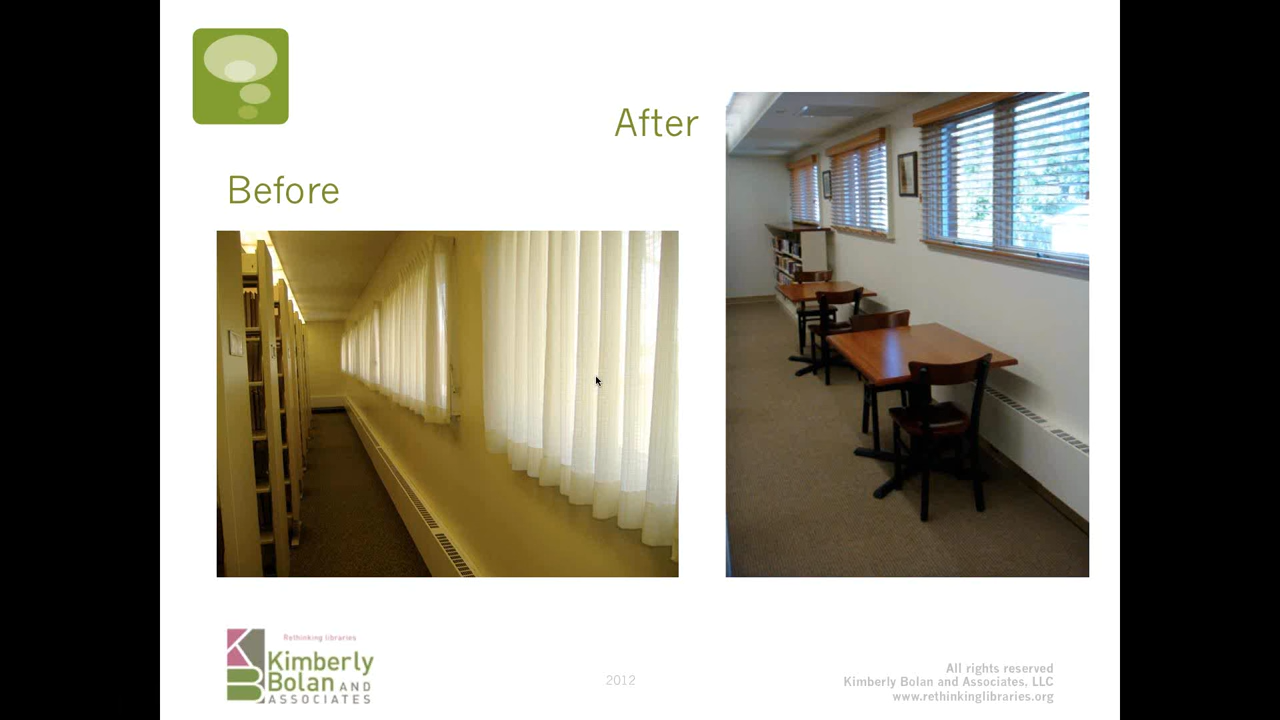 After
Before
Rethinking libraries
Kimberly
Bolan AND
ASSOCIATES
2012
All rights reserved
Kimberly Bolan and Associates, LLC
www.rethinkinglibraries.org